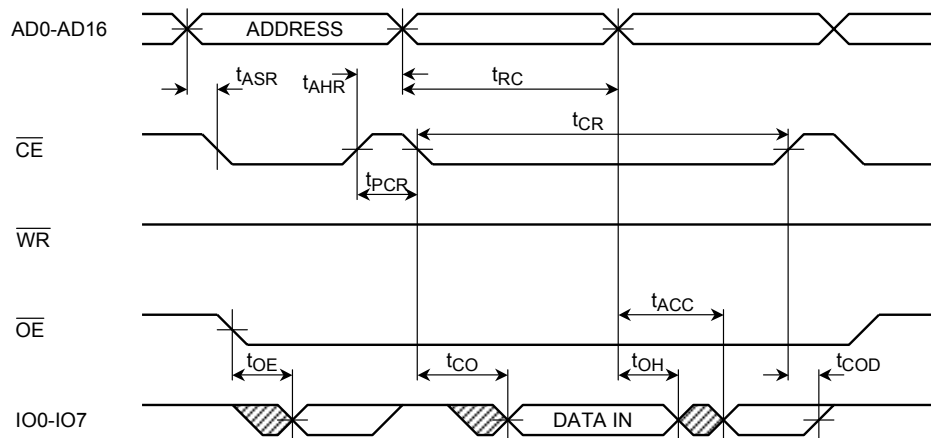 AD0-AD16
ADDRESS
tASR
tAHR
tRC
tCR
CE
tPCR
WR
tACC
OE
tOE
tCO
tOH
tCOD
IO0-IO7
DATA IN